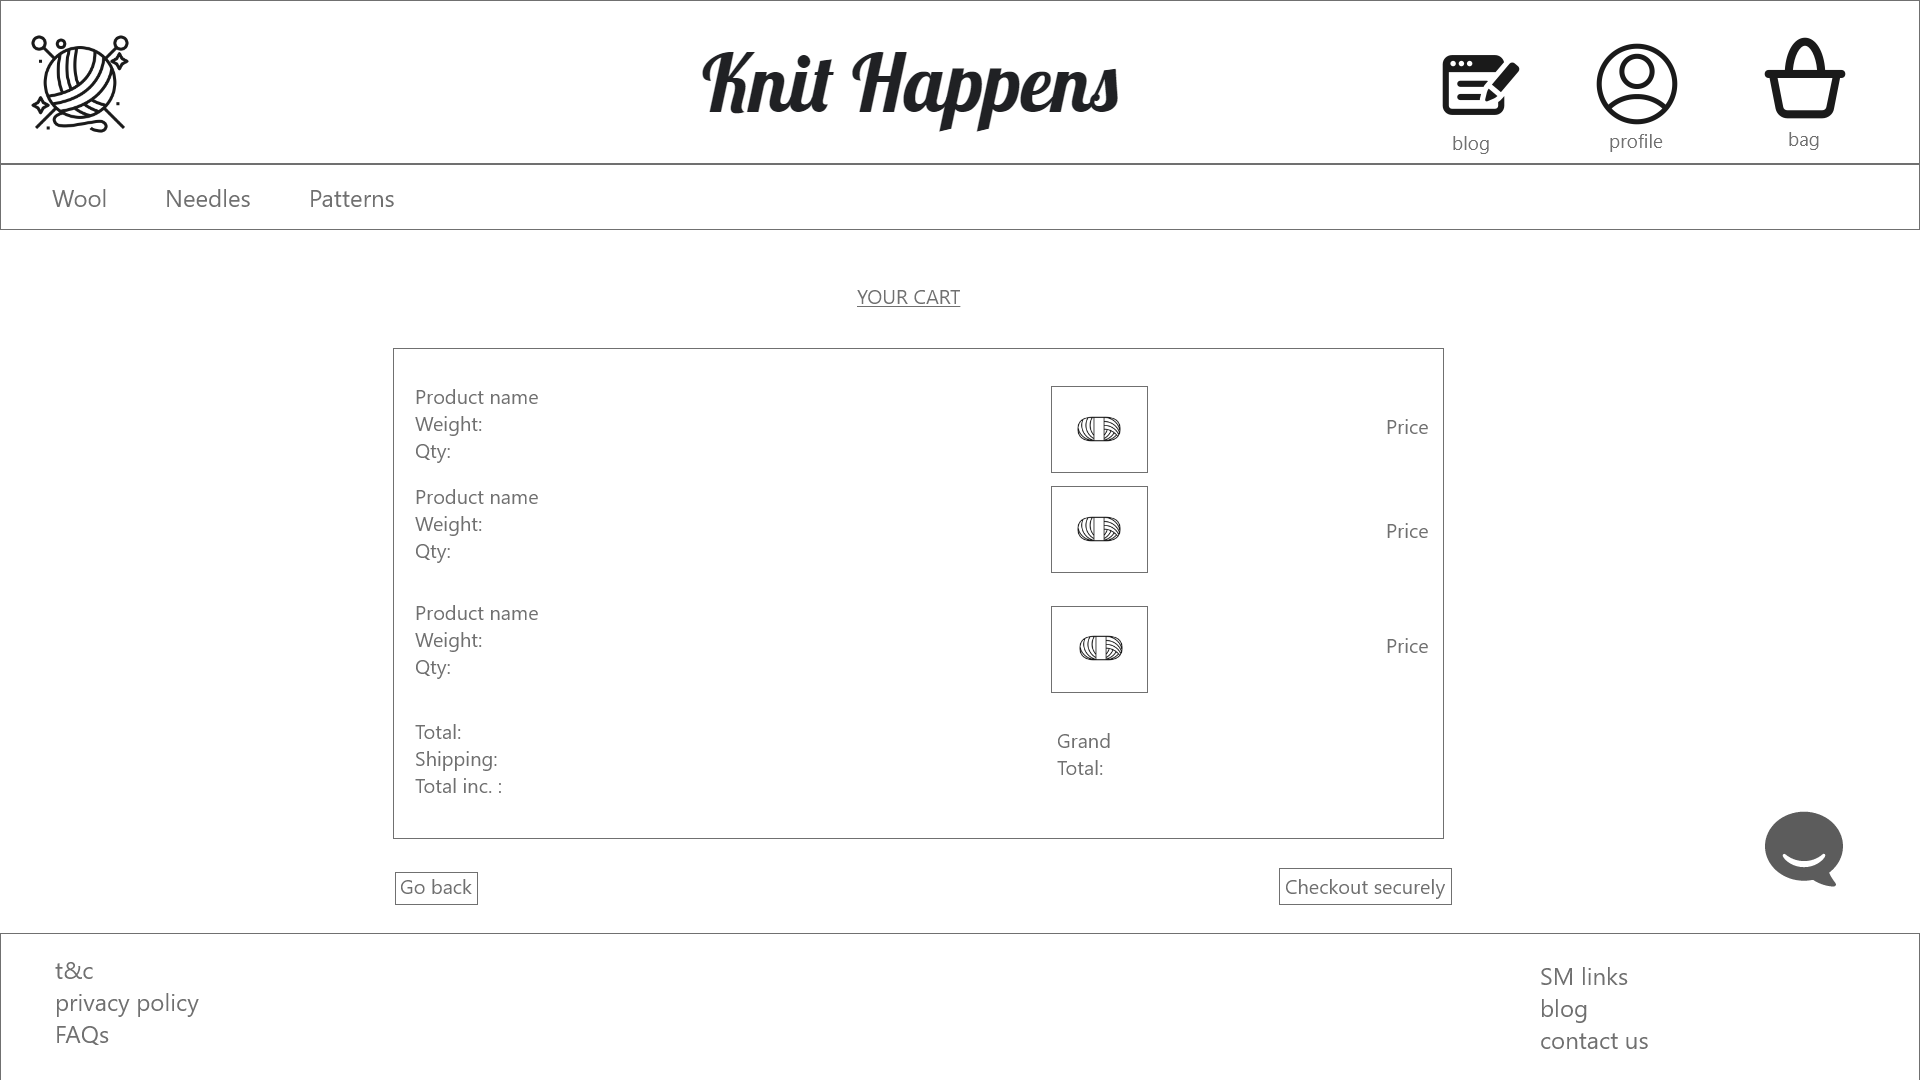 Knit Happens
blog
profile
bag
Wool
Needles
Patterns
YOUR CART
Product name
Weight:
Qty:
Price
Product name
Weight:
Qty:
Price
Product name
Weight:
Qty:
Price
Total:
Shipping:
Total inc. :
Grand
Total:
Go back
Checkout securely
t&c
privacy policy
FAQs
SM links
blog
contact us